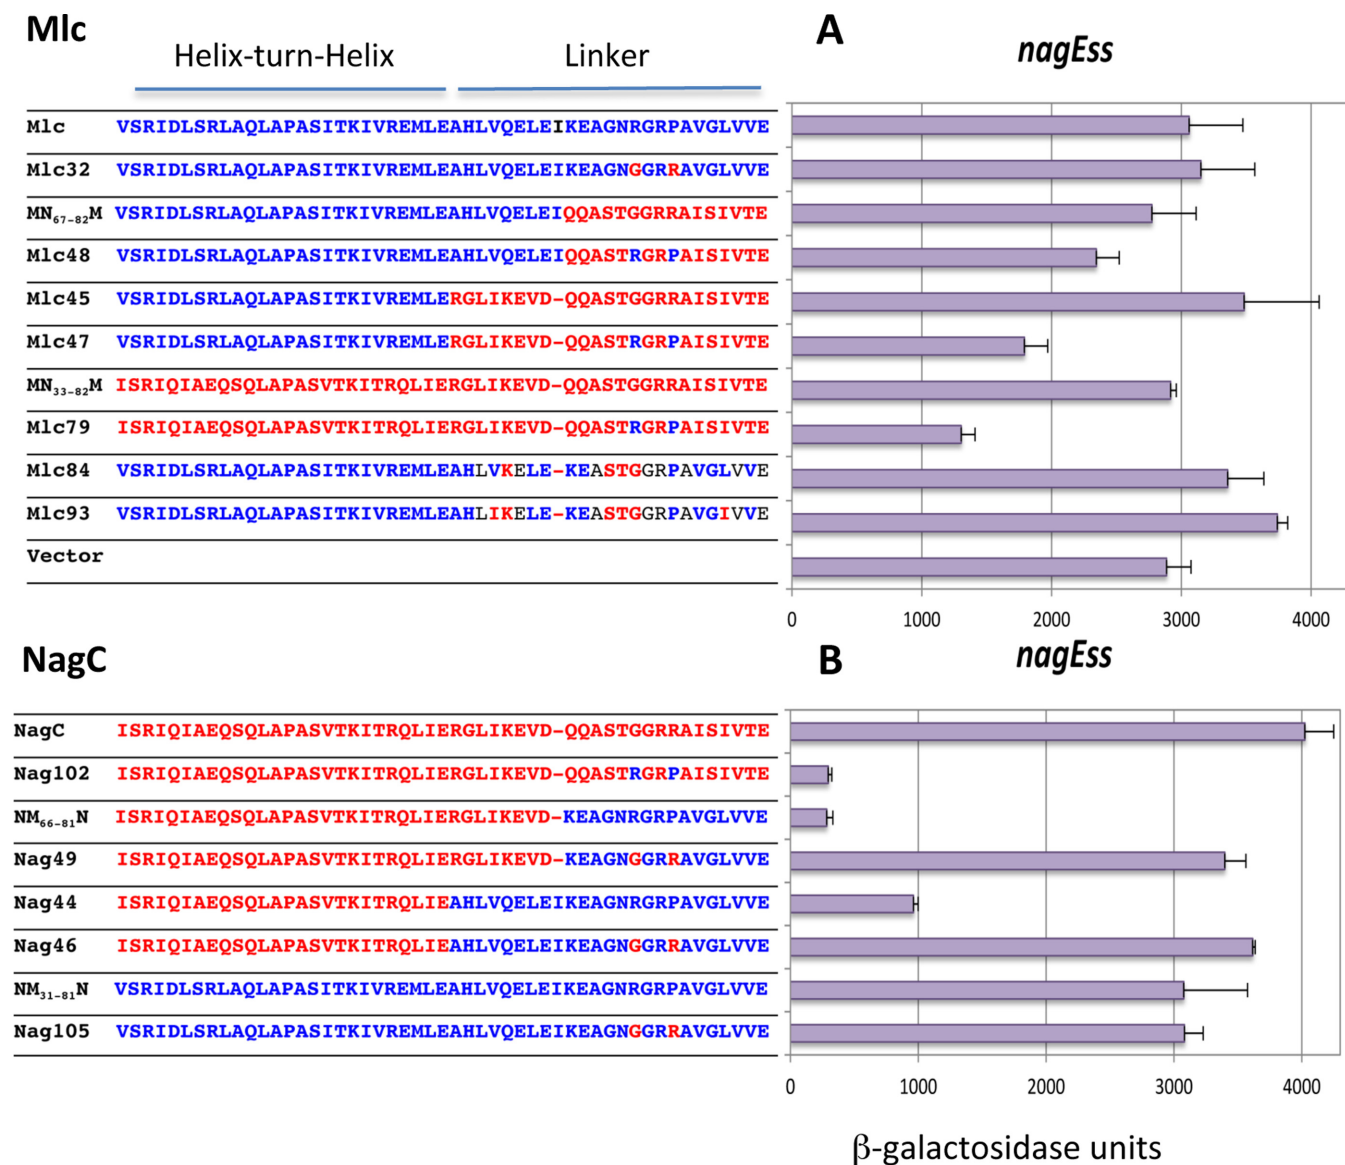 Mlc
Helix-turn-Helix Linker
A
nagEss
Mlc VSRIDLSRLAQLAPASITKIVREMLEAHLVQELEIKEAGNRGRPAVGLVVE
Mlc32 VSRIDLSRLAQLAPASITKIVREMLEAHLVQELEIKEAGNGGRRAVGLVVE
MN67-82M VSRIDLSRLAQLAPASITKIVREMLEAHLVQELEIQQASTGGRRAISIVTE
Mlc48 VSRIDLSRLAQLAPASITKIVREMLEAHLVQELEIQQASTRGRPAISIVTE
Mlc45 VSRIDLSRLAQLAPASITKIVREMLERGLIKEVD-QQASTGGRRAISIVTE
Mlc47 VSRIDLSRLAQLAPASITKIVREMLERGLIKEVD-QQASTRGRPAISIVTE
MN33-82M ISRIQIAEQSQLAPASVTKITRQLIERGLIKEVD-QQASTGGRRAISIVTE
Mlc79 ISRIQIAEQSQLAPASVTKITRQLIERGLIKEVD-QQASTRGRPAISIVTE
Mlc84 VSRIDLSRLAQLAPASITKIVREMLEAHLVKELE-KEASTGGRPAVGLVVE
Mlc93 VSRIDLSRLAQLAPASITKIVREMLEAHLIKELE-KEASTGGRPAVGIVVE
Vector
0 1000 2000 3000 4000
NagC
B
nagEss
NagC ISRIQIAEQSQLAPASVTKITRQLIERGLIKEVD-QQASTGGRRAISIVTE
Nag102 ISRIQIAEQSQLAPASVTKITRQLIERGLIKEVD-QQASTRGRPAISIVTE
NM66-81N ISRIQIAEQSQLAPASVTKITRQLIERGLIKEVD-KEAGNRGRPAVGLVVE
Nag49 ISRIQIAEQSQLAPASVTKITRQLIERGLIKEVD-KEAGNGGRRAVGLVVE
Nag44 ISRIQIAEQSQLAPASVTKITRQLIEAHLVQELEIKEAGNRGRPAVGLVVE
Nag46 ISRIQIAEQSQLAPASVTKITRQLIEAHLVQELEIKEAGNGGRRAVGLVVE
NM31-81N VSRIDLSRLAQLAPASITKIVREMLEAHLVQELEIKEAGNRGRPAVGLVVE
Nag105 VSRIDLSRLAQLAPASITKIVREMLEAHLVQELEIKEAGNGGRRAVGLVVE
0 1000 2000 3000 4000
β-galactosidase units